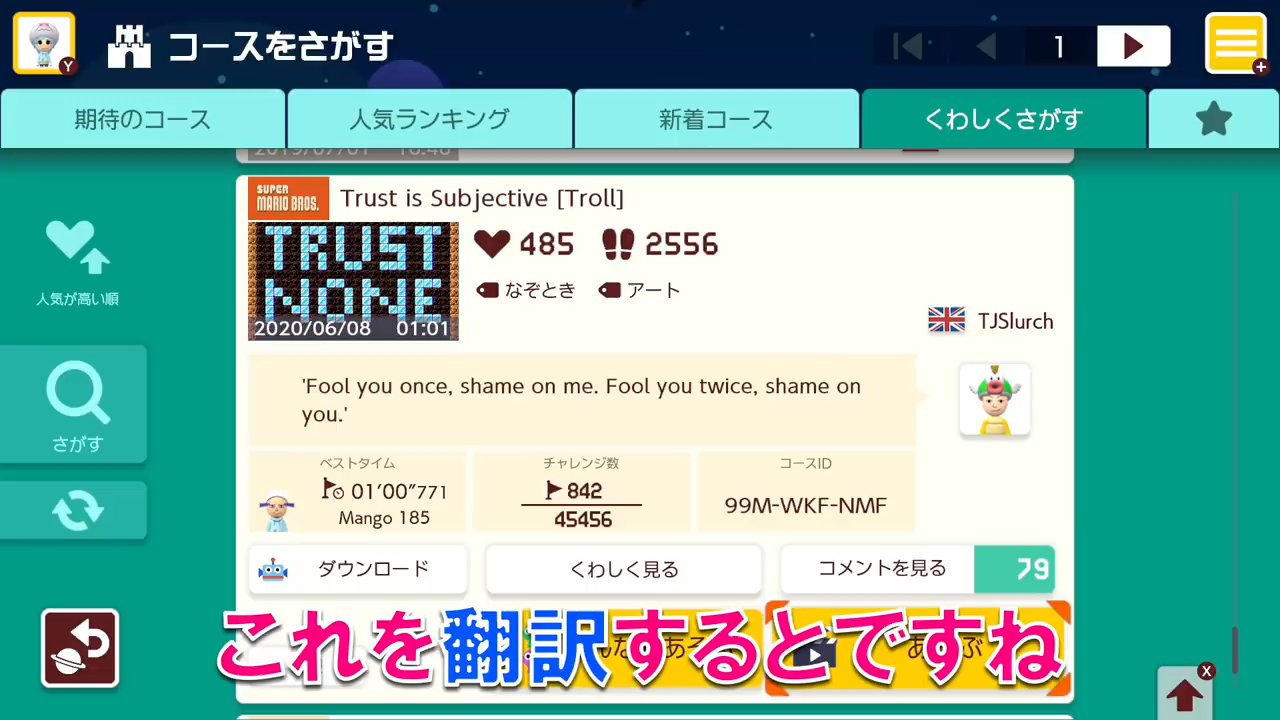 コースをさがす
1
Y
+
期待のコース
人気ランキング
新着コース
くわしくさがす
2019/07/01 16:48
SUPER
MARIO BROS.
Trust is Subjective [Troll]
TRUST
NONE
2020/06/08 01:01
485 2556
なぞとき アート
TJSlurch
人気が高い順
さがす
'Fool you once, shame on me. Fool you twice, shame on
you.'
ベストタイム
01'00"771
Mango 185
チャレンジ数
842
45456
コースID
99M-WKF-NMF
ダウンロード
くわしく見る
コメントを見る
79
これを翻訳するとですね
X